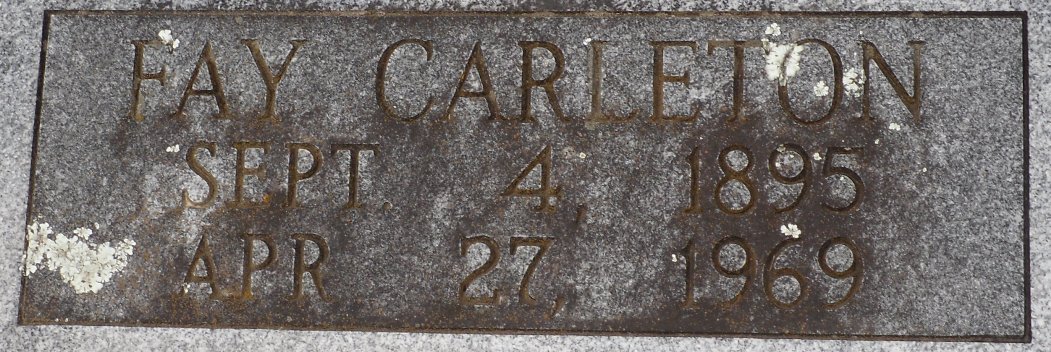 FAY CARLETON
SEPT. 4, 1895
APR 27, 1969